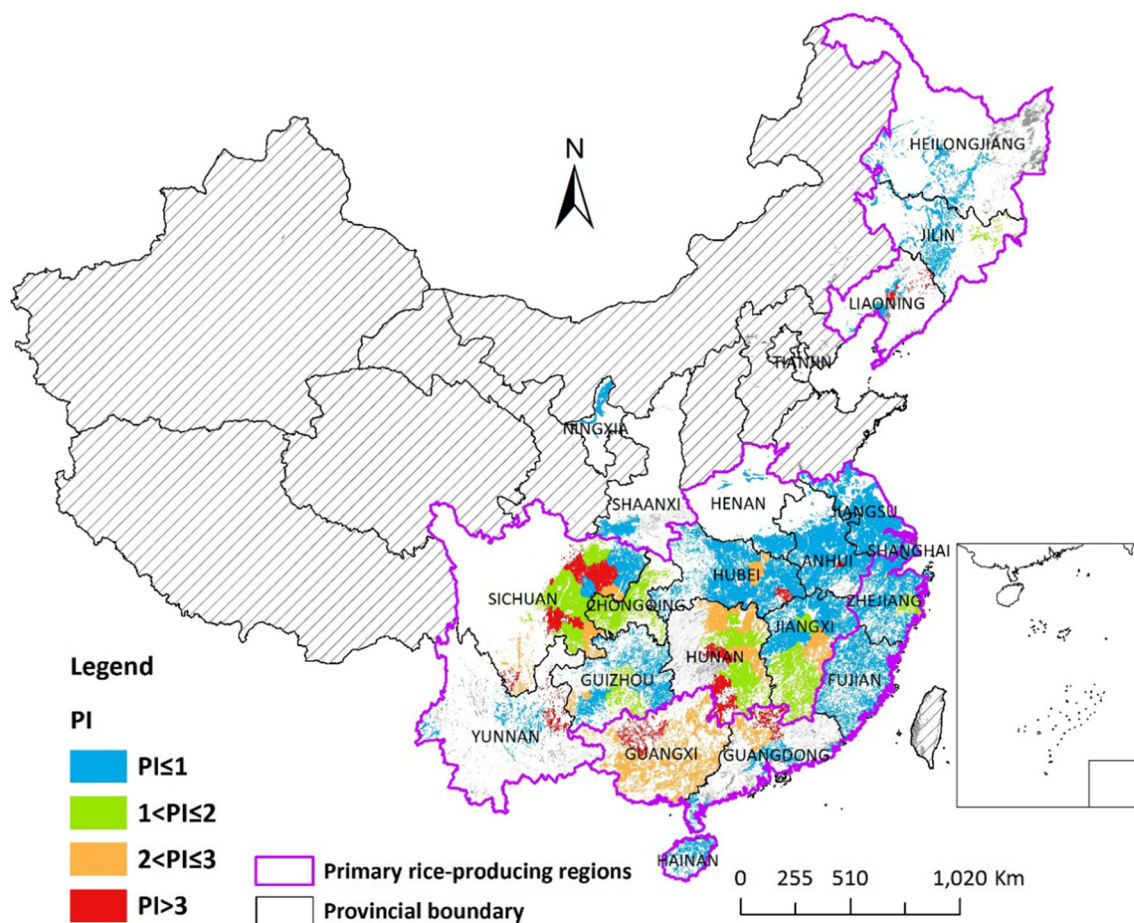 N
HEILONGJIANG
JILIN
LIAONING
TIANJIN
NINGXIA
SHAANXI
HENAN
JIANGSU
SHANGHAI
ANHUI
HUBEI
SICHUAN
CHONGQING
ZHEJIANG
JIANGXI
HUNAN
GUIZHOU
FUJIAN
YUNNAN
GUANGXI
GUANGDONG
HAINAN
Legend
PI
PI≤1
1<PI≤2
2<PI≤3
PI>3
Primary rice-producing regions
Provincial boundary
0 255 510 1,020 Km